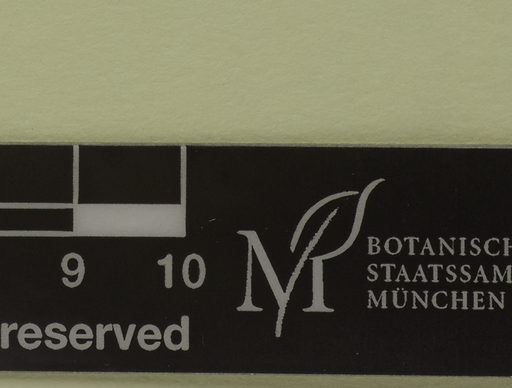 9 10
reserved
M
BOTANISCH
STAATSSAM
MÜNCHEN